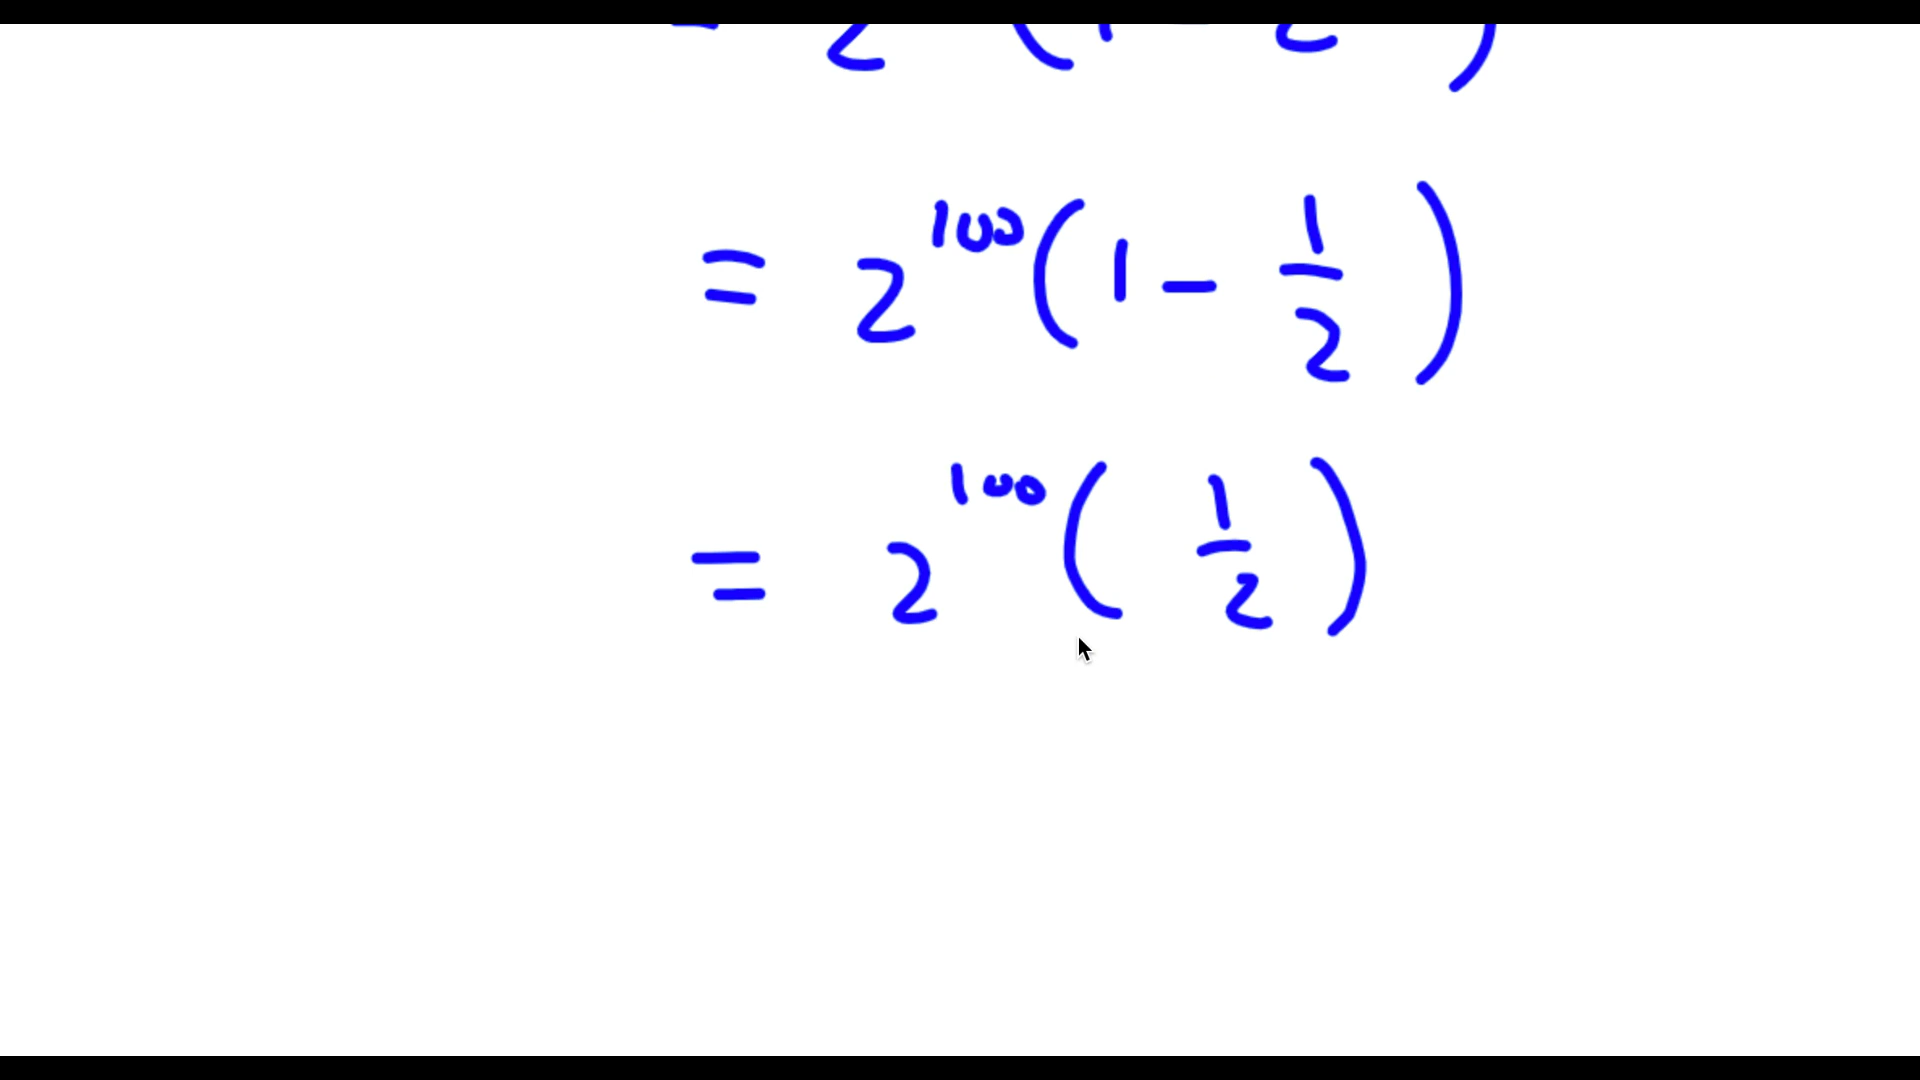 = 2^100 (1 - 1/2)
= 2^100 (1/2)